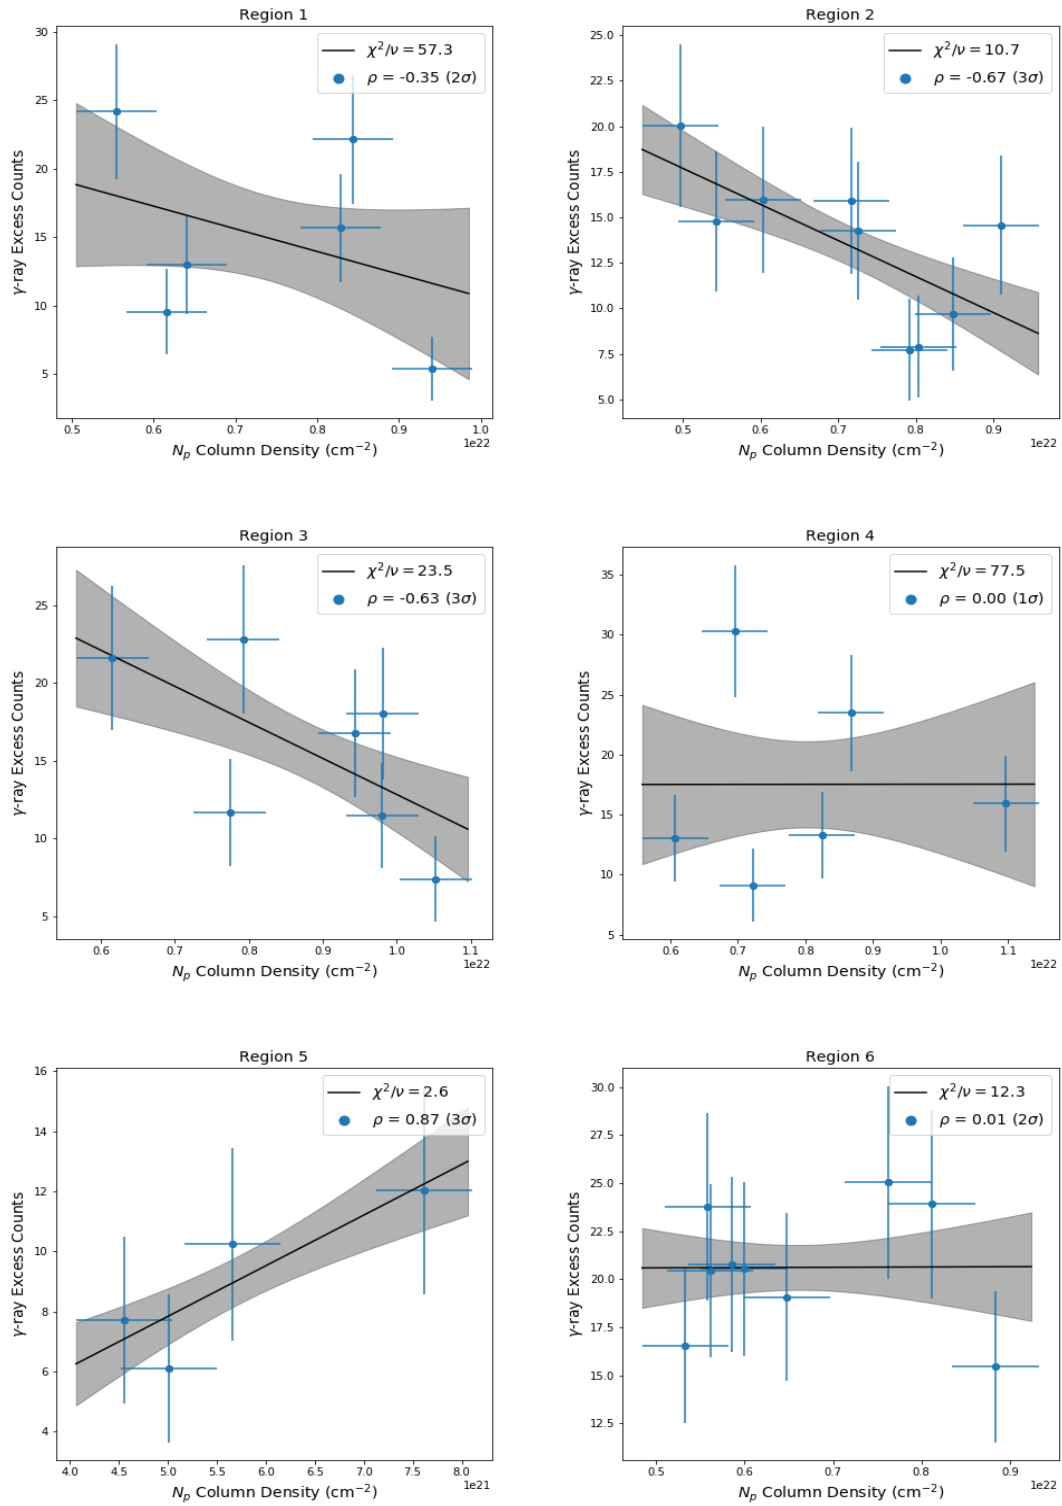 Region 1
30
25
20
15
10
5
γ-ray Excess Counts
χ²/ν = 57.3
ρ = -0.35 (2σ)
0.5 0.6 0.7 0.8 0.9 1.0
1e22
Nₚ Column Density (cm⁻²)
Region 2
25.0
22.5
20.0
17.5
15.0
12.5
10.0
7.5
5.0
γ-ray Excess Counts
χ²/ν = 10.7
ρ = -0.67 (3σ)
0.5 0.6 0.7 0.8 0.9
1e22
Nₚ Column Density (cm⁻²)
Region 3
25
20
15
10
5
γ-ray Excess Counts
χ²/ν = 23.5
ρ = -0.63 (3σ)
0.6 0.7 0.8 0.9 1.0 1.1
1e22
Nₚ Column Density (cm⁻²)
Region 4
35
30
25
20
15
10
5
γ-ray Excess Counts
χ²/ν = 77.5
ρ = 0.00 (1σ)
0.6 0.7 0.8 0.9 1.0 1.1
1e22
Nₚ Column Density (cm⁻²)
Region 5
16
14
12
10
8
6
4
γ-ray Excess Counts
χ²/ν = 2.6
ρ = 0.87 (3σ)
4.0 4.5 5.0 5.5 6.0 6.5 7.0 7.5 8.0
1e21
Nₚ Column Density (cm⁻²)
Region 6
30.0
27.5
25.0
22.5
20.0
17.5
15.0
12.5
γ-ray Excess Counts
χ²/ν = 12.3
ρ = 0.01 (2σ)
0.5 0.6 0.7 0.8 0.9
1e22
Nₚ Column Density (cm⁻²)